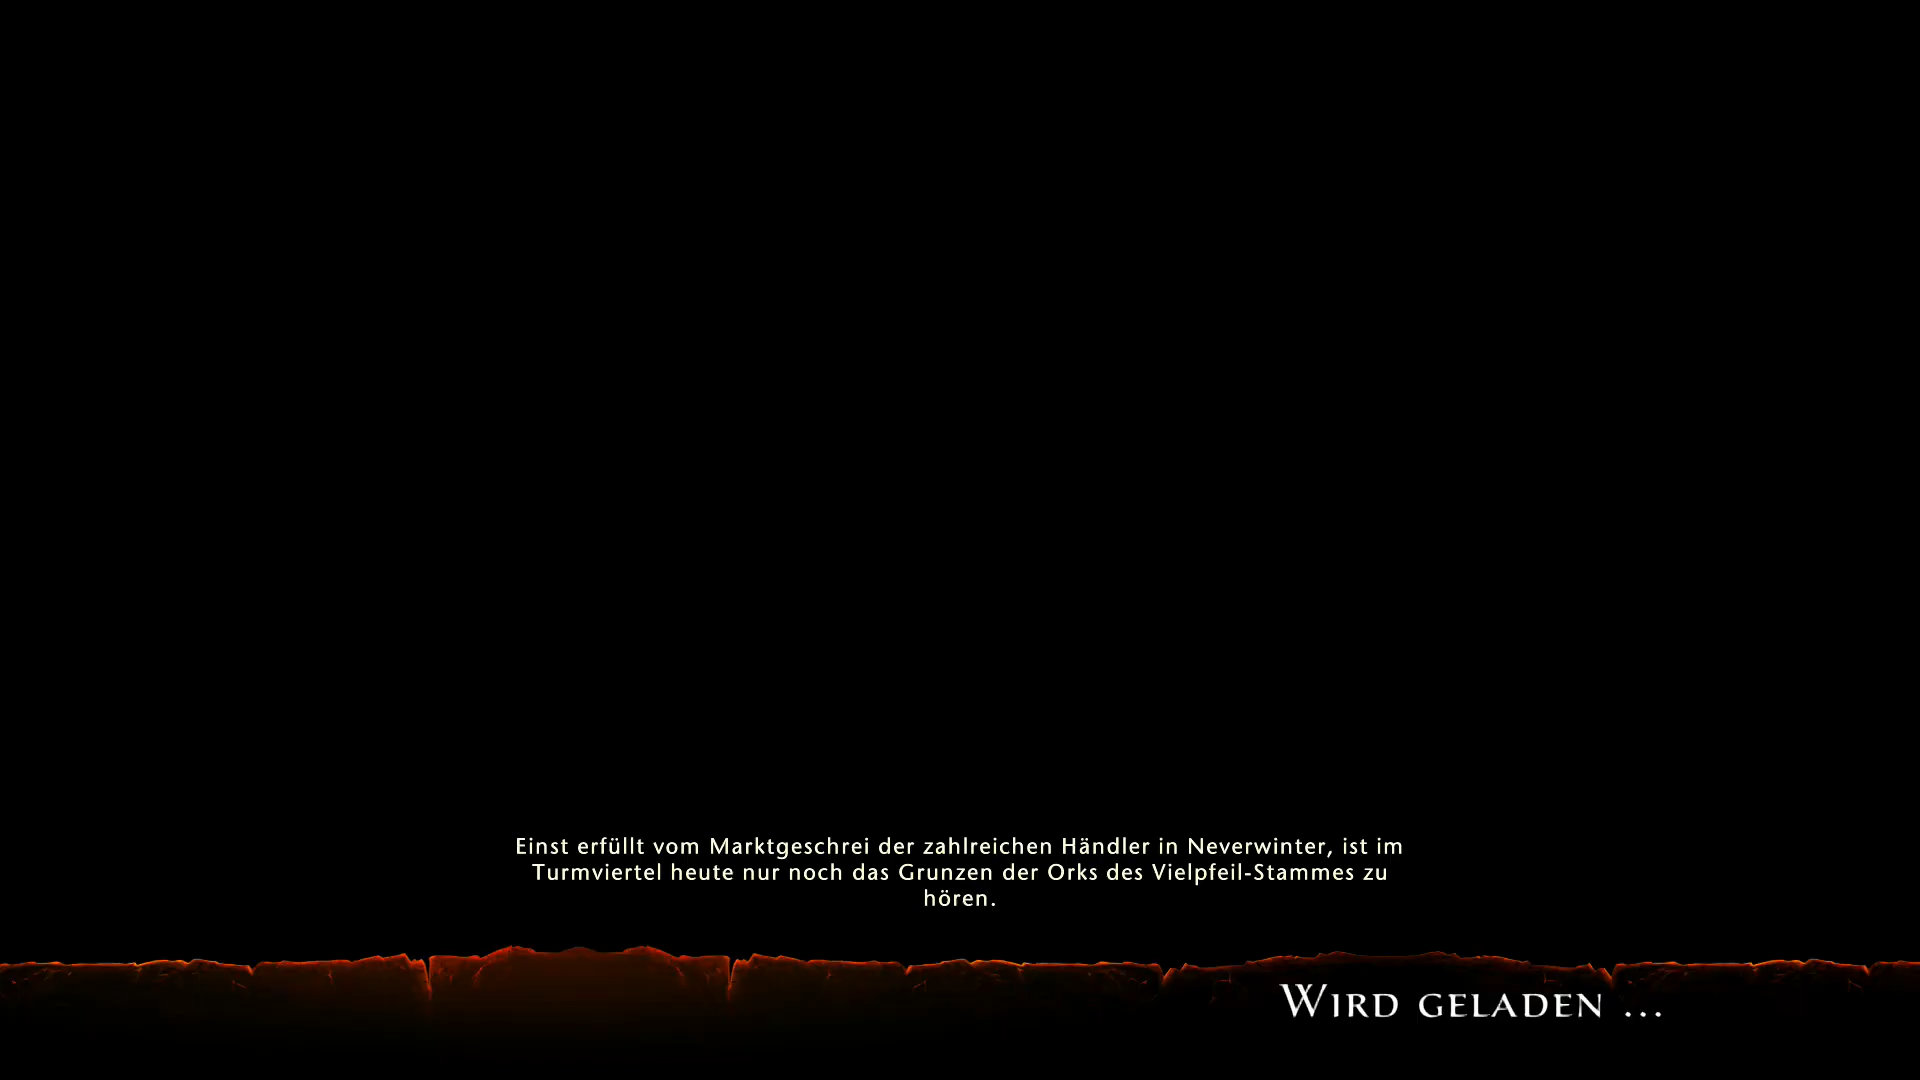 Einst erfüllt vom Marktgeschrei der zahlreichen Händler in Neverwinter, ist im
Turmviertel heute nur noch das Grunzen der Orks des Vielpfeil-Stammes zu
hören.
Wird geladen ...